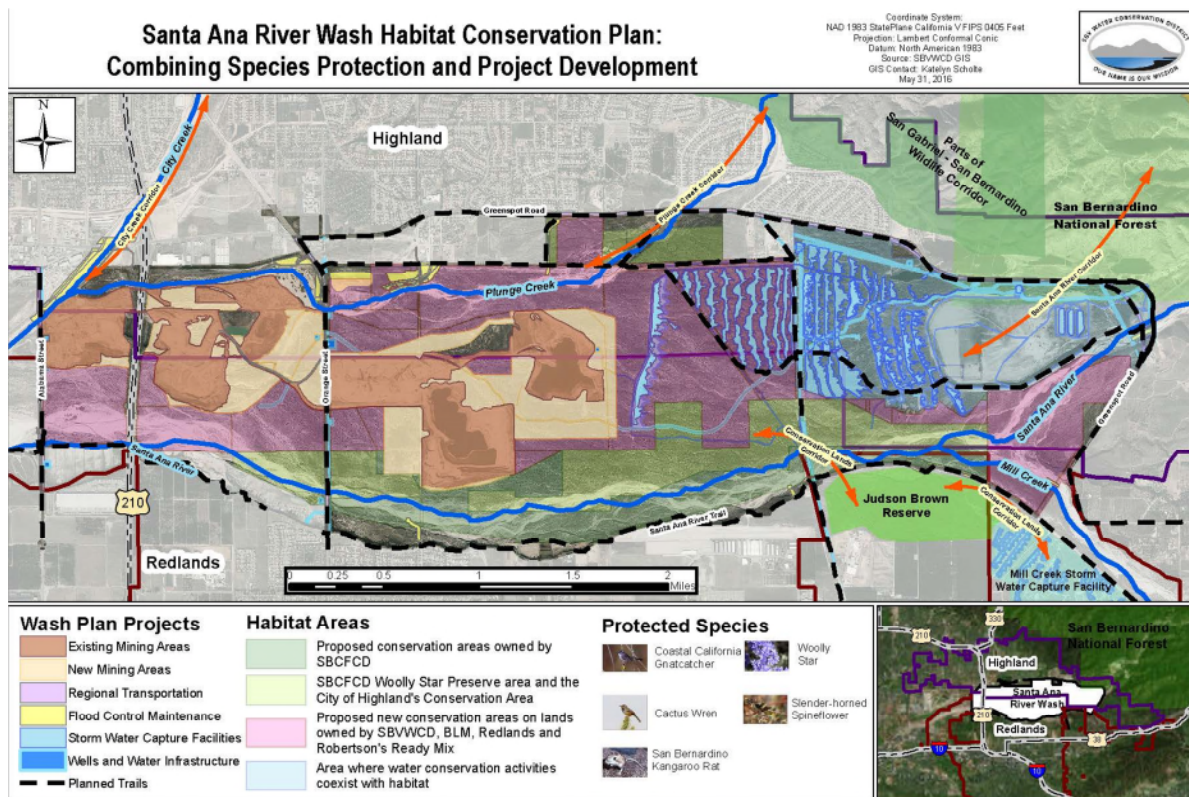 Santa Ana River Wash Habitat Conservation Plan:
Combining Species Protection and Project Development
Coordinate System:
NAD 1983 StatePlane California V FIPS 0405 Feet
Projection: Lambert Conformal Conic
Datum: North American 1983
Source: SBVWCD GIS
GIS Contact: Katelyn Scholte
May 31, 2016
SBV WATER CONSERVATION DISTRICT
OUR NAME IS OUR MISSION
N
City Creek
City Creek Corridor
Highland
Plunge Creek corridor
Greenspot Road
Parts of
San Gabriel - San Bernardino
Wildlife Corridor
San Bernardino
National Forest
Santa Ana River Corridor
Plunge Creek
Alabama Street
Orange Street
Greenspot Road
Santa Ana River
Santa Ana River
Mill Creek
Conservation Lands
Corridor
Conservation Lands
Corridor
Judson Brown
Reserve
Santa Ana River Trail
210
Redlands
Mill Creek Storm
Water Capture Facility
0 0.25 0.5 1 1.5 2
Miles
Wash Plan Projects
Existing Mining Areas
New Mining Areas
Regional Transportation
Flood Control Maintenance
Storm Water Capture Facilities
Wells and Water Infrastructure
Planned Trails
Habitat Areas
Proposed conservation areas owned by
SBCFCD
SBCFCD Woolly Star Preserve area and the
City of Highland's Conservation Area
Proposed new conservation areas on lands
owned by SBVWCD, BLM, Redlands and
Robertson's Ready Mix
Area where water conservation activities
coexist with habitat
Protected Species
Coastal California
Gnatcatcher
Woolly
Star
Cactus Wren
Slender-horned
Spineflower
San Bernardino
Kangaroo Rat
210
330
San Bernardino
National Forest
Highland
Santa Ana
River Wash
210
Redlands
38
10
10